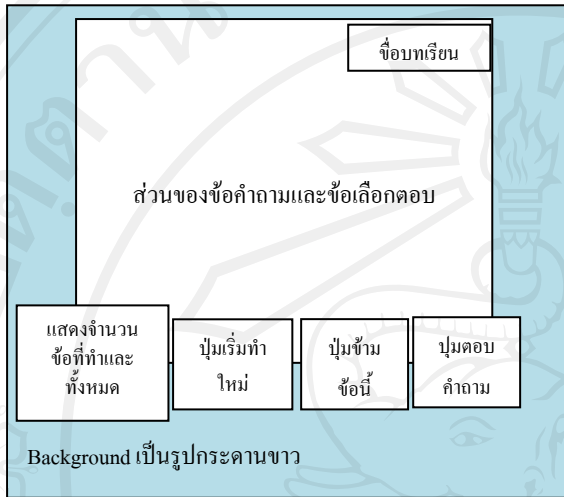 ชื่อบทเรียน
ส่วนของข้อคำถามและข้อเลือกตอบ
แสดงจำนวน
ข้อที่ทำและ
ทั้งหมด
ปุ่มเริ่มทำ
ใหม่
ปุ่มข้าม
ข้อนี้
ปุมตอบ
คำถาม
Background เป็นรูปกระดานขาว